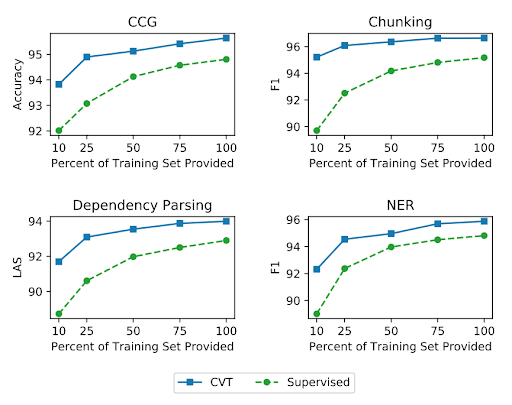 CCG
Accuracy
95
94
93
92
10 25 50 75 100
Percent of Training Set Provided
Chunking
F1
96
94
92
90
10 25 50 75 100
Percent of Training Set Provided
Dependency Parsing
LAS
94
92
90
10 25 50 75 100
Percent of Training Set Provided
NER
F1
96
94
92
90
10 25 50 75 100
Percent of Training Set Provided
CVT Supervised